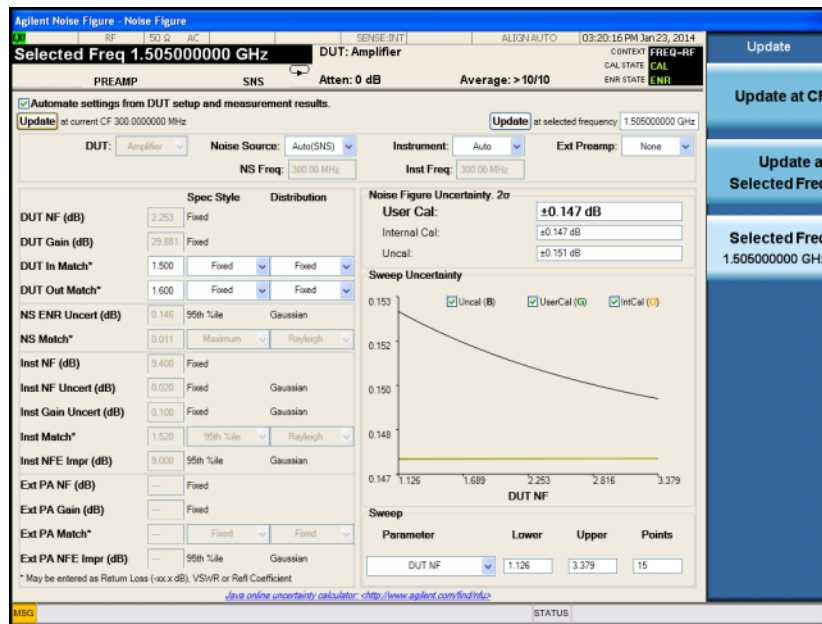 Agilent Noise Figure - Noise Figure
LXI RF 50 Ω AC SENSE:INT ALIGN AUTO 03:20:16 PM Jan 23, 2014
Selected Freq 1.505000000 GHz DUT: Amplifier CONTEXT FREQ=RF
CAL STATE CAL
PREAMP SNS Atten: 0 dB Average: >10/10 ENR STATE ENR
Automate settings from DUT setup and measurement results.
Update at current CF 300.0000000 MHz Update at selected frequency 1.505000000 GHz
DUT: Amplifier Noise Source: Auto(SNS) Instrument: Auto Ext Preamp: None
NS Freq: 300.00 MHz Inst Freq: 300.00 MHz
Spec Style Distribution
DUT NF (dB) 2.253 Fixed
DUT Gain (dB) 29.881 Fixed
DUT In Match* 1.500 Fixed Fixed
DUT Out Match* 1.600 Fixed Fixed
NS ENR Uncert (dB) 0.146 95th %ile Gaussian
NS Match* 0.011 Maximum Rayleigh
Inst NF (dB) 9.400 Fixed
Inst NF Uncert (dB) 0.020 Fixed Gaussian
Inst Gain Uncert (dB) 0.100 Fixed Gaussian
Inst Match* 1.520 95th %ile Rayleigh
Inst NFE Impr (dB) 9.000 95th %ile Gaussian
Ext PA NF (dB) --- Fixed
Ext PA Gain (dB) --- Fixed
Ext PA Match* --- Fixed Fixed
Ext PA NFE Impr (dB) --- 95th %ile Gaussian
* May be entered as Return Loss (-xx.x dB), VSWR or Refl Coefficient
Noise Figure Uncertainty. 2σ
User Cal: ±0.147 dB
Internal Cal: ±0.147 dB
Uncal: ±0.151 dB
Sweep Uncertainty
Uncal (B) UserCal (G) IntCal (O)
0.153
0.152
0.150
0.148
0.147
1.126 1.689 2.253 2.816 3.379
DUT NF
Sweep
Parameter Lower Upper Points
DUT NF 1.126 3.379 15
Java online uncertainty calculator: <http://www.agilent.com/find/nfu>
MSG STATUS
Update
Update at CF
Update a
Selected Freq
Selected Freq
1.505000000 GH